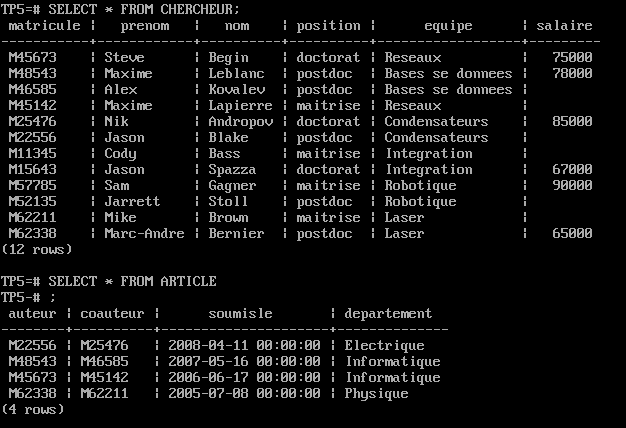 TP5=# SELECT * FROM CHERCHEUR;
 matricule ¦   prenom   ¦   nom    ¦ position ¦      equipe      ¦ salaire
-----------+------------+----------+----------+------------------+---------
 M45673    ¦ Steve      ¦ Begin    ¦ doctorat ¦ Reseaux          ¦   75000
 M48543    ¦ Maxime     ¦ Leblanc  ¦ postdoc  ¦ Bases se donnees ¦   78000
 M46585    ¦ Alex       ¦ Kovalev  ¦ postdoc  ¦ Bases se donnees ¦
 M45142    ¦ Maxime     ¦ Lapierre ¦ maitrise ¦ Reseaux          ¦
 M25476    ¦ Nik        ¦ Andropov ¦ doctorat ¦ Condensateurs    ¦   85000
 M22556    ¦ Jason      ¦ Blake    ¦ postdoc  ¦ Condensateurs    ¦
 M11345    ¦ Cody       ¦ Bass     ¦ maitrise ¦ Integration      ¦
 M15643    ¦ Jason      ¦ Spazza   ¦ doctorat ¦ Integration      ¦   67000
 M57785    ¦ Sam        ¦ Gagner   ¦ maitrise ¦ Robotique        ¦   90000
 M52135    ¦ Jarrett    ¦ Stoll    ¦ postdoc  ¦ Robotique        ¦
 M62211    ¦ Mike       ¦ Brown    ¦ maitrise ¦ Laser            ¦
 M62338    ¦ Marc-Andre ¦ Bernier  ¦ postdoc  ¦ Laser            ¦   65000
(12 rows)
TP5=# SELECT * FROM ARTICLE
TP5-# ;
 auteur ¦ coauteur ¦      soumisle       ¦ departement
--------+----------+---------------------+--------------
 M22556 ¦ M25476   ¦ 2008-04-11 00:00:00 ¦ Electrique
 M48543 ¦ M46585   ¦ 2007-05-16 00:00:00 ¦ Informatique
 M45673 ¦ M45142   ¦ 2006-06-17 00:00:00 ¦ Informatique
 M62338 ¦ M62211   ¦ 2005-07-08 00:00:00 ¦ Physique
(4 rows)